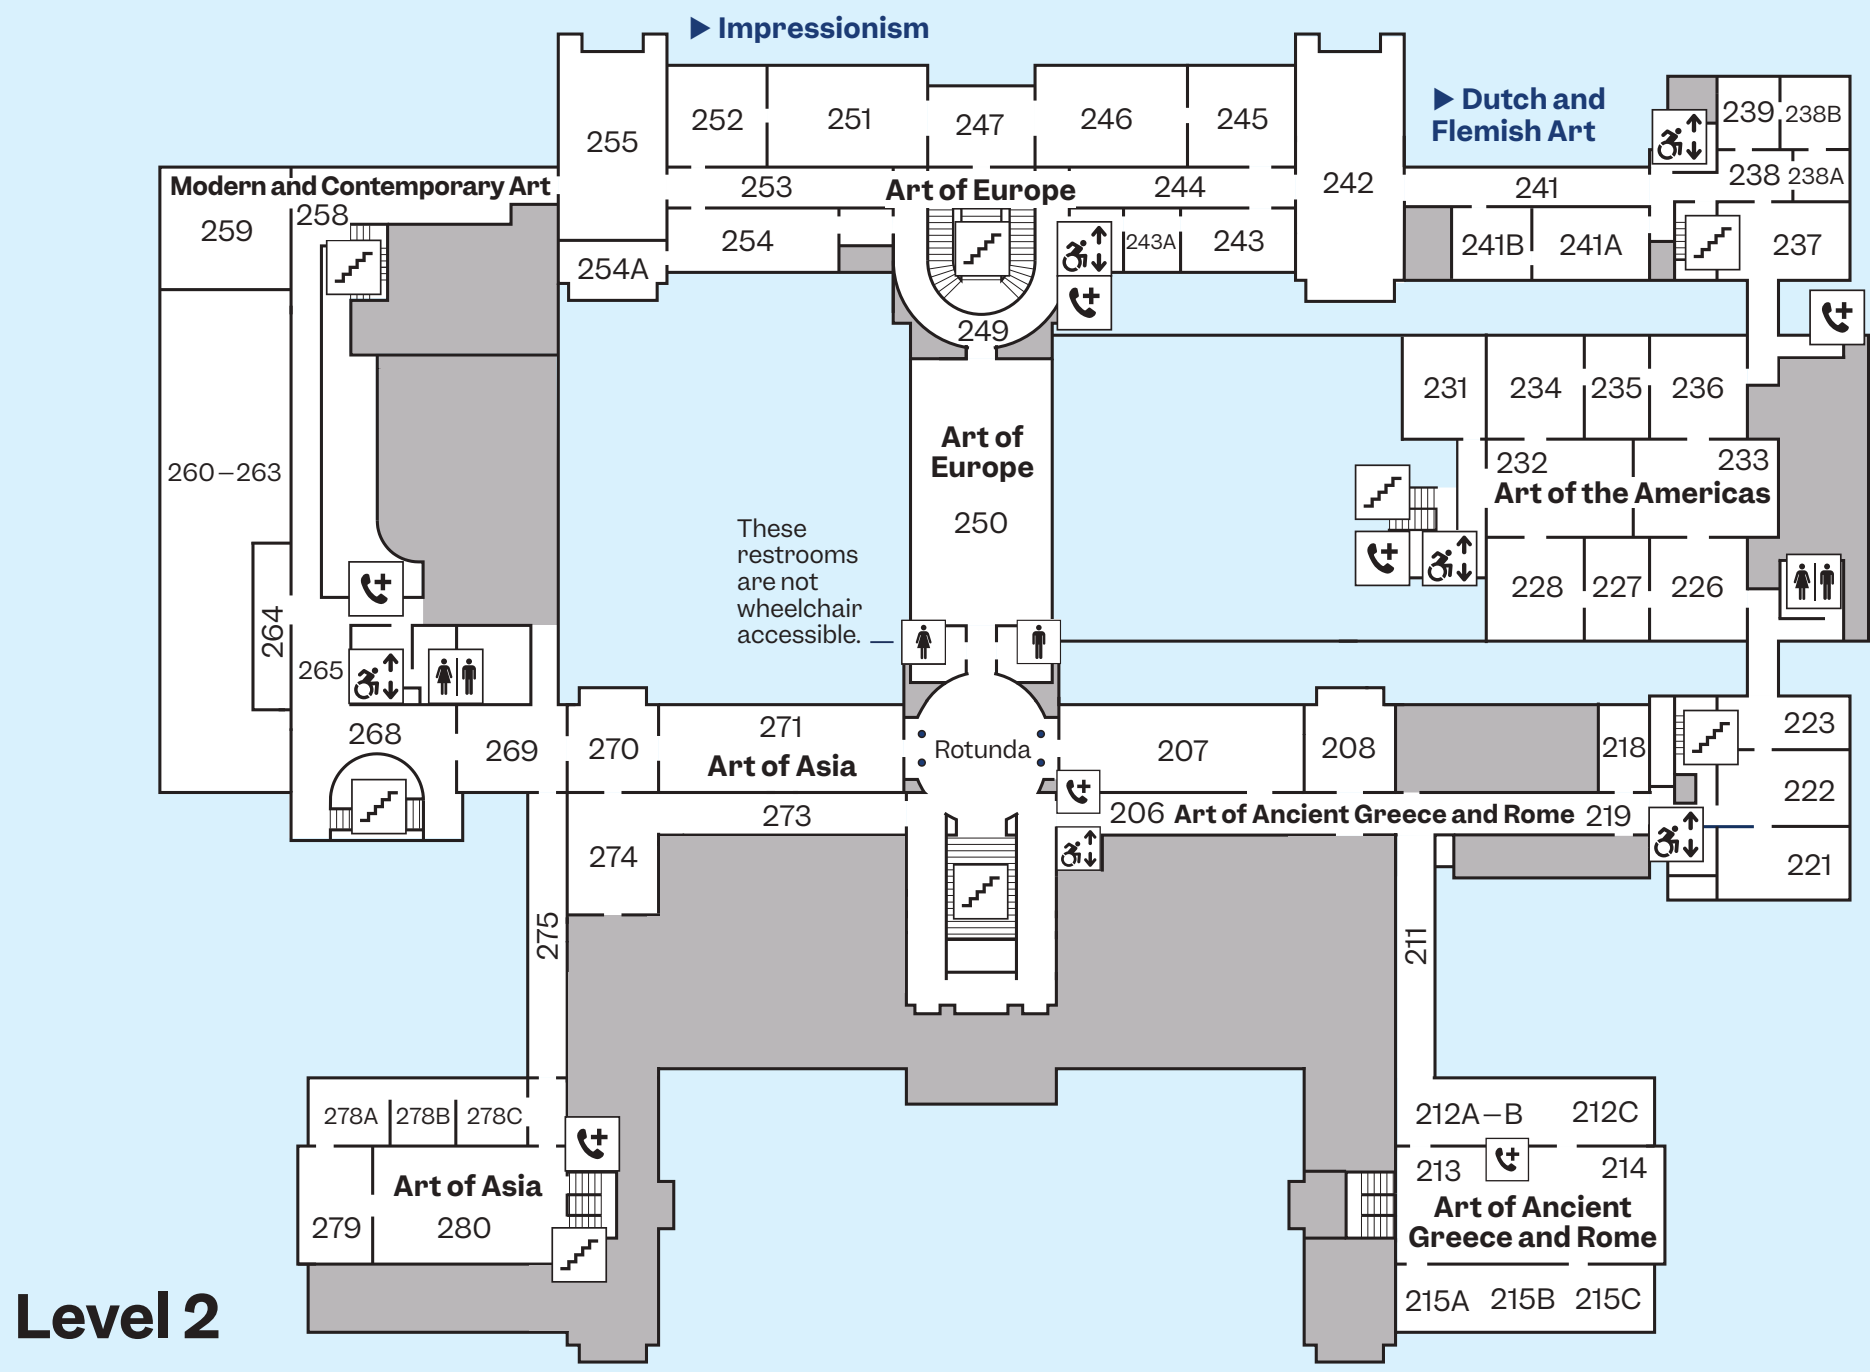 ▶ Impressionism
▶ Dutch and
Flemish Art
239
238B
252
251
247
246
245
255
238
238A
Modern and Contemporary Art
253
Art of Europe
244
242
241
259
258
254
243A
243
241B
241A
237
254A
249
231
234
235
236
Art of
Europe
250
232
233
Art of the Americas
260–263
These
restrooms
are not
wheelchair
accessible.
228
227
226
264
265
268
269
270
271
Art of Asia
Rotunda
207
208
218
223
222
273
206
Art of Ancient Greece and Rome
219
274
221
275
211
278A
278B
278C
212A–B
212C
Art of Asia
279
280
213
214
Art of Ancient
Greece and Rome
215A
215B
215C
Level 2